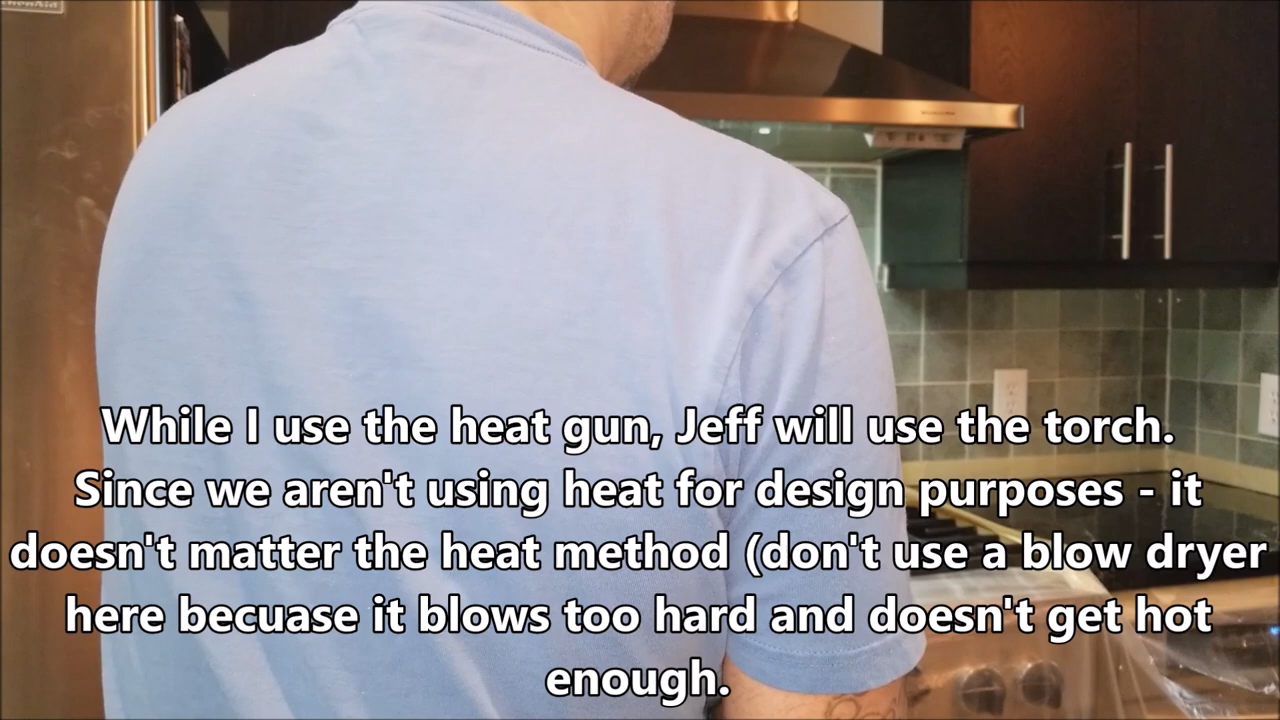 While I use the heat gun, Jeff will use the torch.
Since we aren't using heat for design purposes - it
doesn't matter the heat method (don't use a blow dryer
here becuase it blows too hard and doesn't get hot
enough.